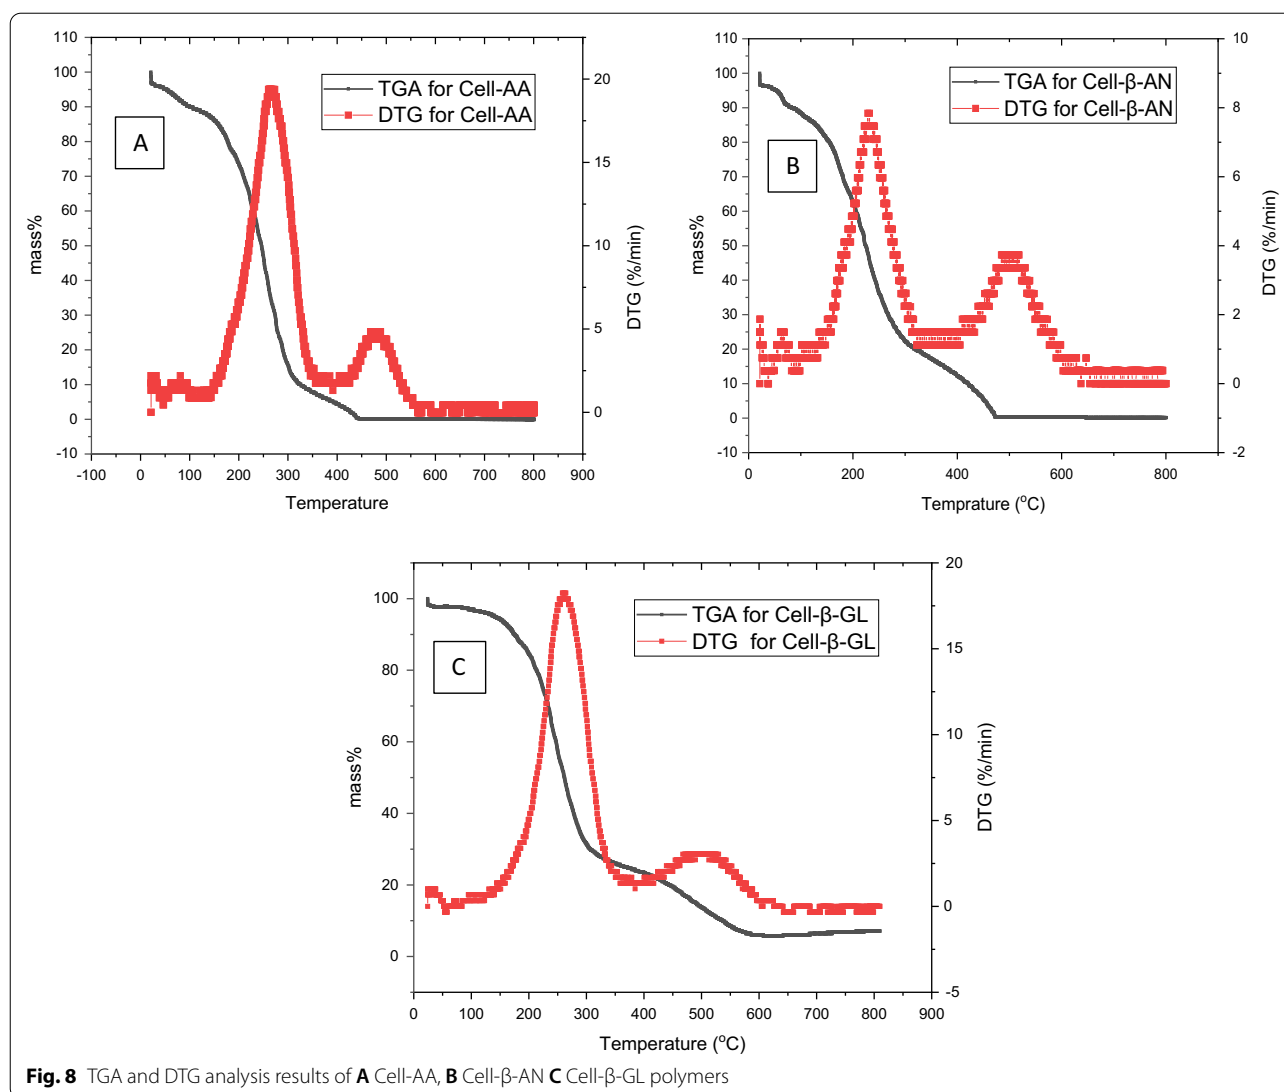 110
100
90
80
70
60
50
40
30
20
10
0
-10
mass%
-100 0 100 200 300 400 500 600 700 800 900
Temperature
20
15
10
5
0
DTG (%/min)
TGA for Cell-AA
DTG for Cell-AA
A
110
100
90
80
70
60
50
40
30
20
10
0
-10
mass%
0 200 400 600 800
Temprature (°C)
10
8
6
4
2
0
-2
DTG (%/min)
TGA for Cell-β-AN
DTG for Cell-β-AN
B
100
80
60
40
20
0
mass%
0 100 200 300 400 500 600 700 800 900
Temperature (°C)
20
15
10
5
0
-5
DTG (%/min)
TGA for Cell-β-GL
DTG for Cell-β-GL
C
Fig. 8 TGA and DTG analysis results of A Cell-AA, B Cell-β-AN C Cell-β-GL polymers